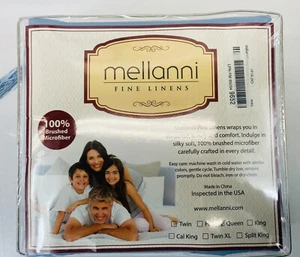 mellanni
FINE LINENS
100%
Brushed
Microfiber
Linens wraps you in
and comfort. Indulge in
silky soft, 100% brushed microfiber
carefully crafted in every detail.
Easy care: machine wash in cold water with
colors, gentle cycle. Tumble dry low, remove
promptly. Do not bleach, iron or dry clean.
Made in China
Inspected in the USA
www.mellanni.com
Twin Queen King
Cal King Twin XL Split King
9652